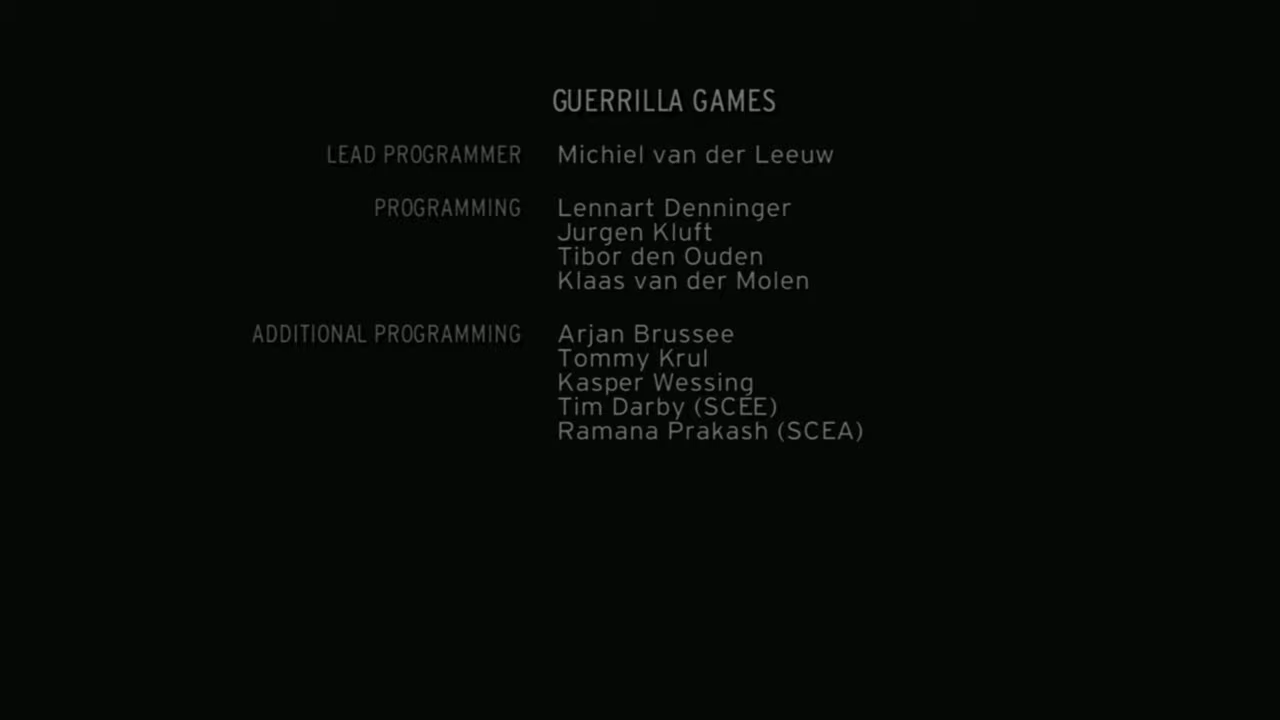 GUERRILLA GAMES
LEAD PROGRAMMER Michiel van der Leeuw
PROGRAMMING Lennart Denninger
Jurgen Kluft
Tibor den Ouden
Klaas van der Molen
ADDITIONAL PROGRAMMING Arjan Brussee
Tommy Krul
Kasper Wessing
Tim Darby (SCEE)
Ramana Prakash (SCEA)